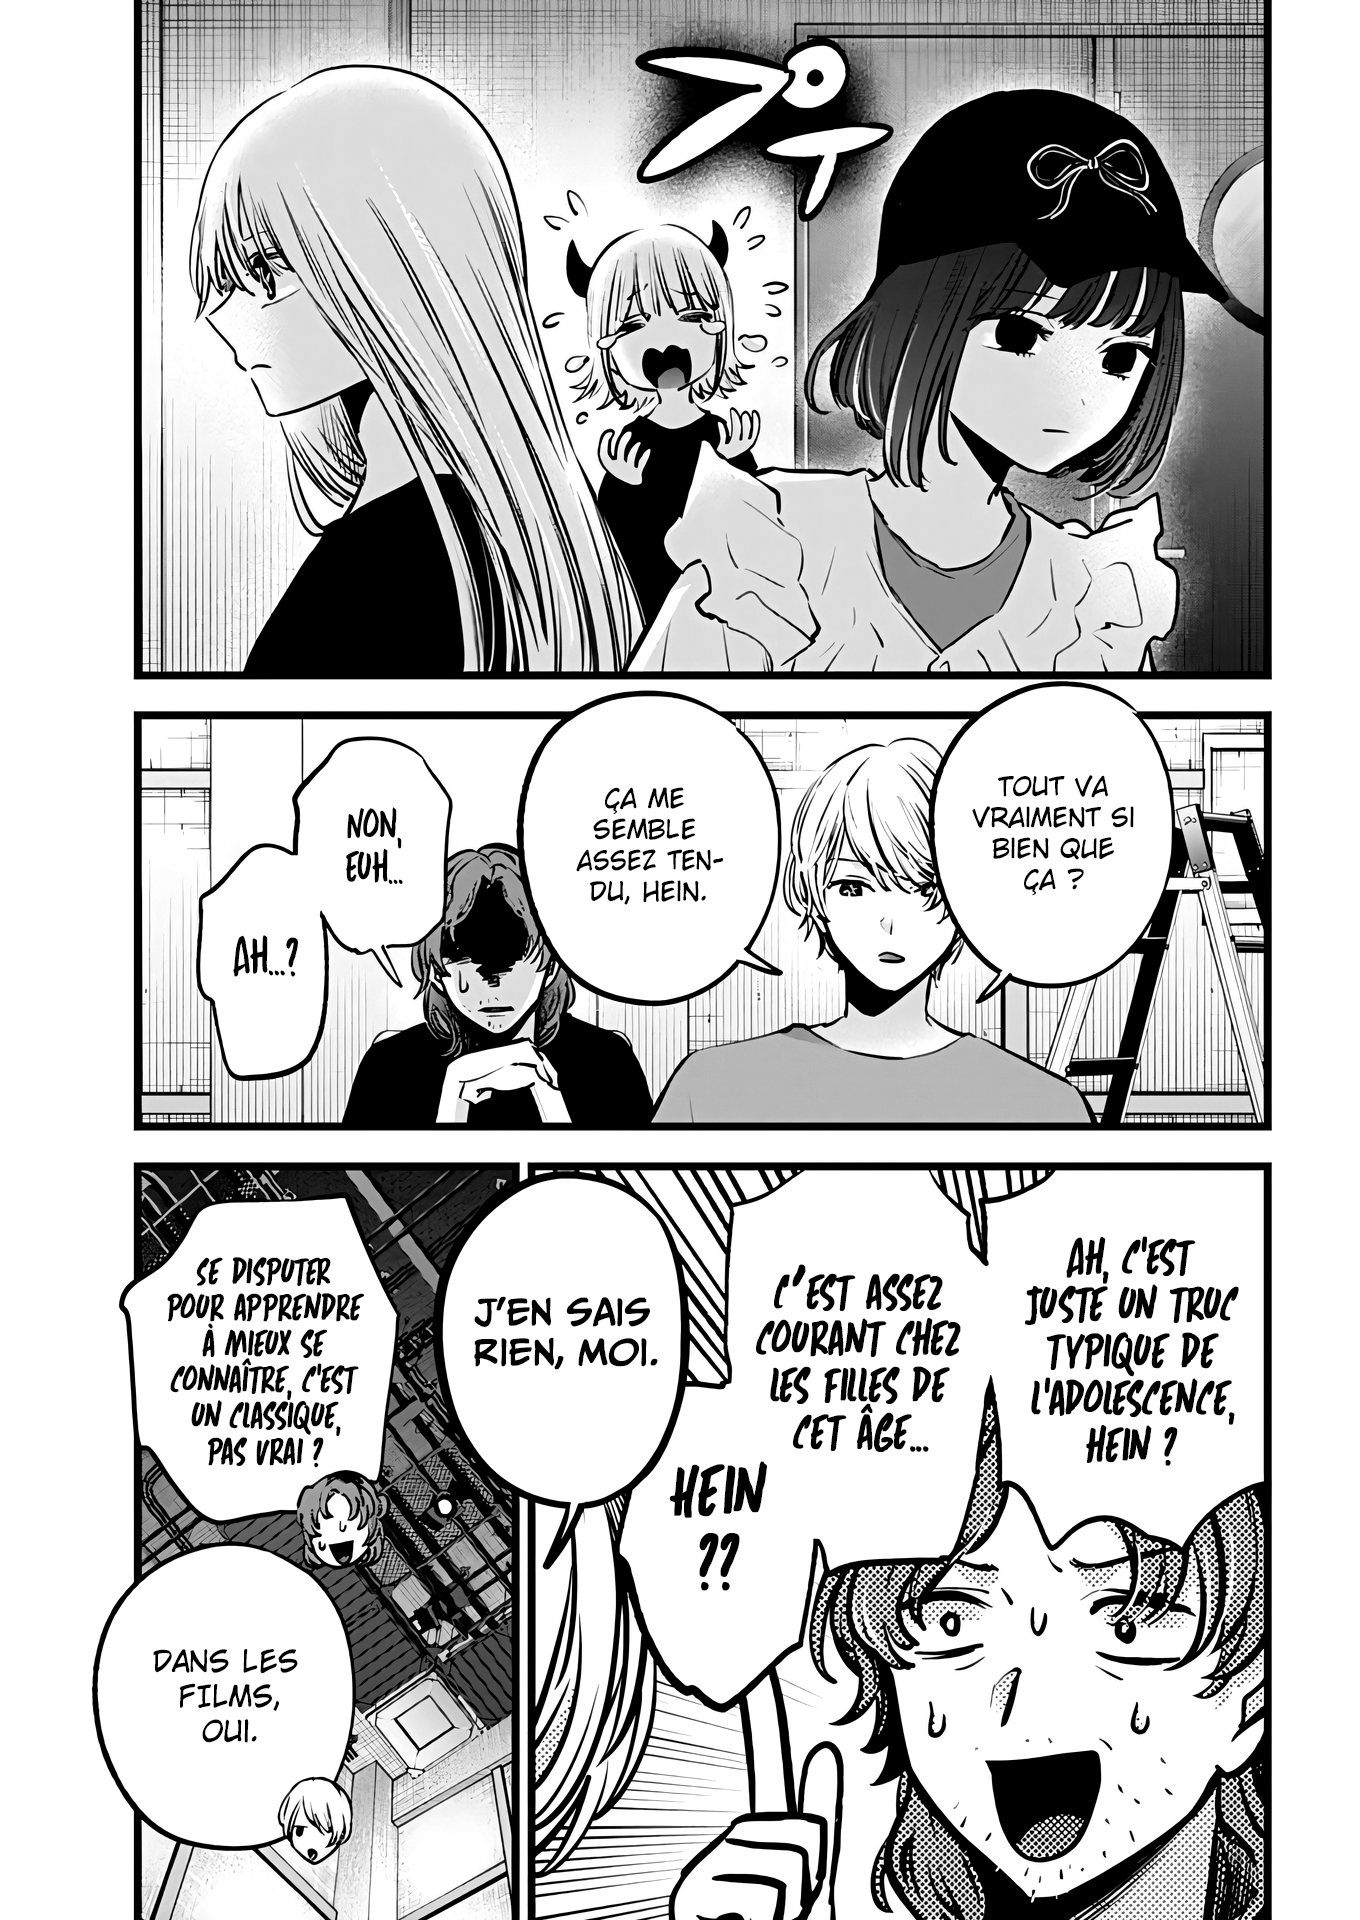 プイ
TOUT VA
VRAIMENT SI
BIEN QUE
ÇA ?
ÇA ME
SEMBLE
ASSEZ TEN-
DU, HEIN.
NON,
EUH...
AH...?
AH, C'EST
JUSTE UN TRUC
TYPIQUE DE
L'ADOLESCENCE,
HEIN ?
C'EST ASSEZ
COURANT CHEZ
LES FILLES DE
CET ÂGE...
HEIN
??
J'EN SAIS
RIEN, MOI.
SE DISPUTER
POUR APPRENDRE
À MIEUX SE
CONNAÎTRE, C'EST
UN CLASSIQUE,
PAS VRAI ?
DANS LES
FILMS,
OUI.